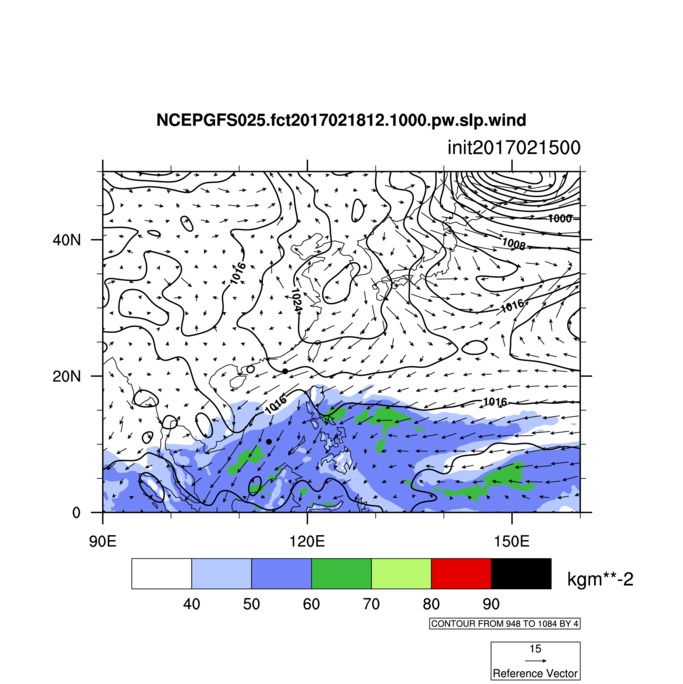 NCEPGFS025.fct2017021812.1000.pw.slp.wind
init2017021500
1000
40N
1008
1016
1024
1016
20N
1016
1016
0
90E 120E 150E
kgm**-2
40 50 60 70 80 90
CONTOUR FROM 948 TO 1084 BY 4
15
Reference Vector